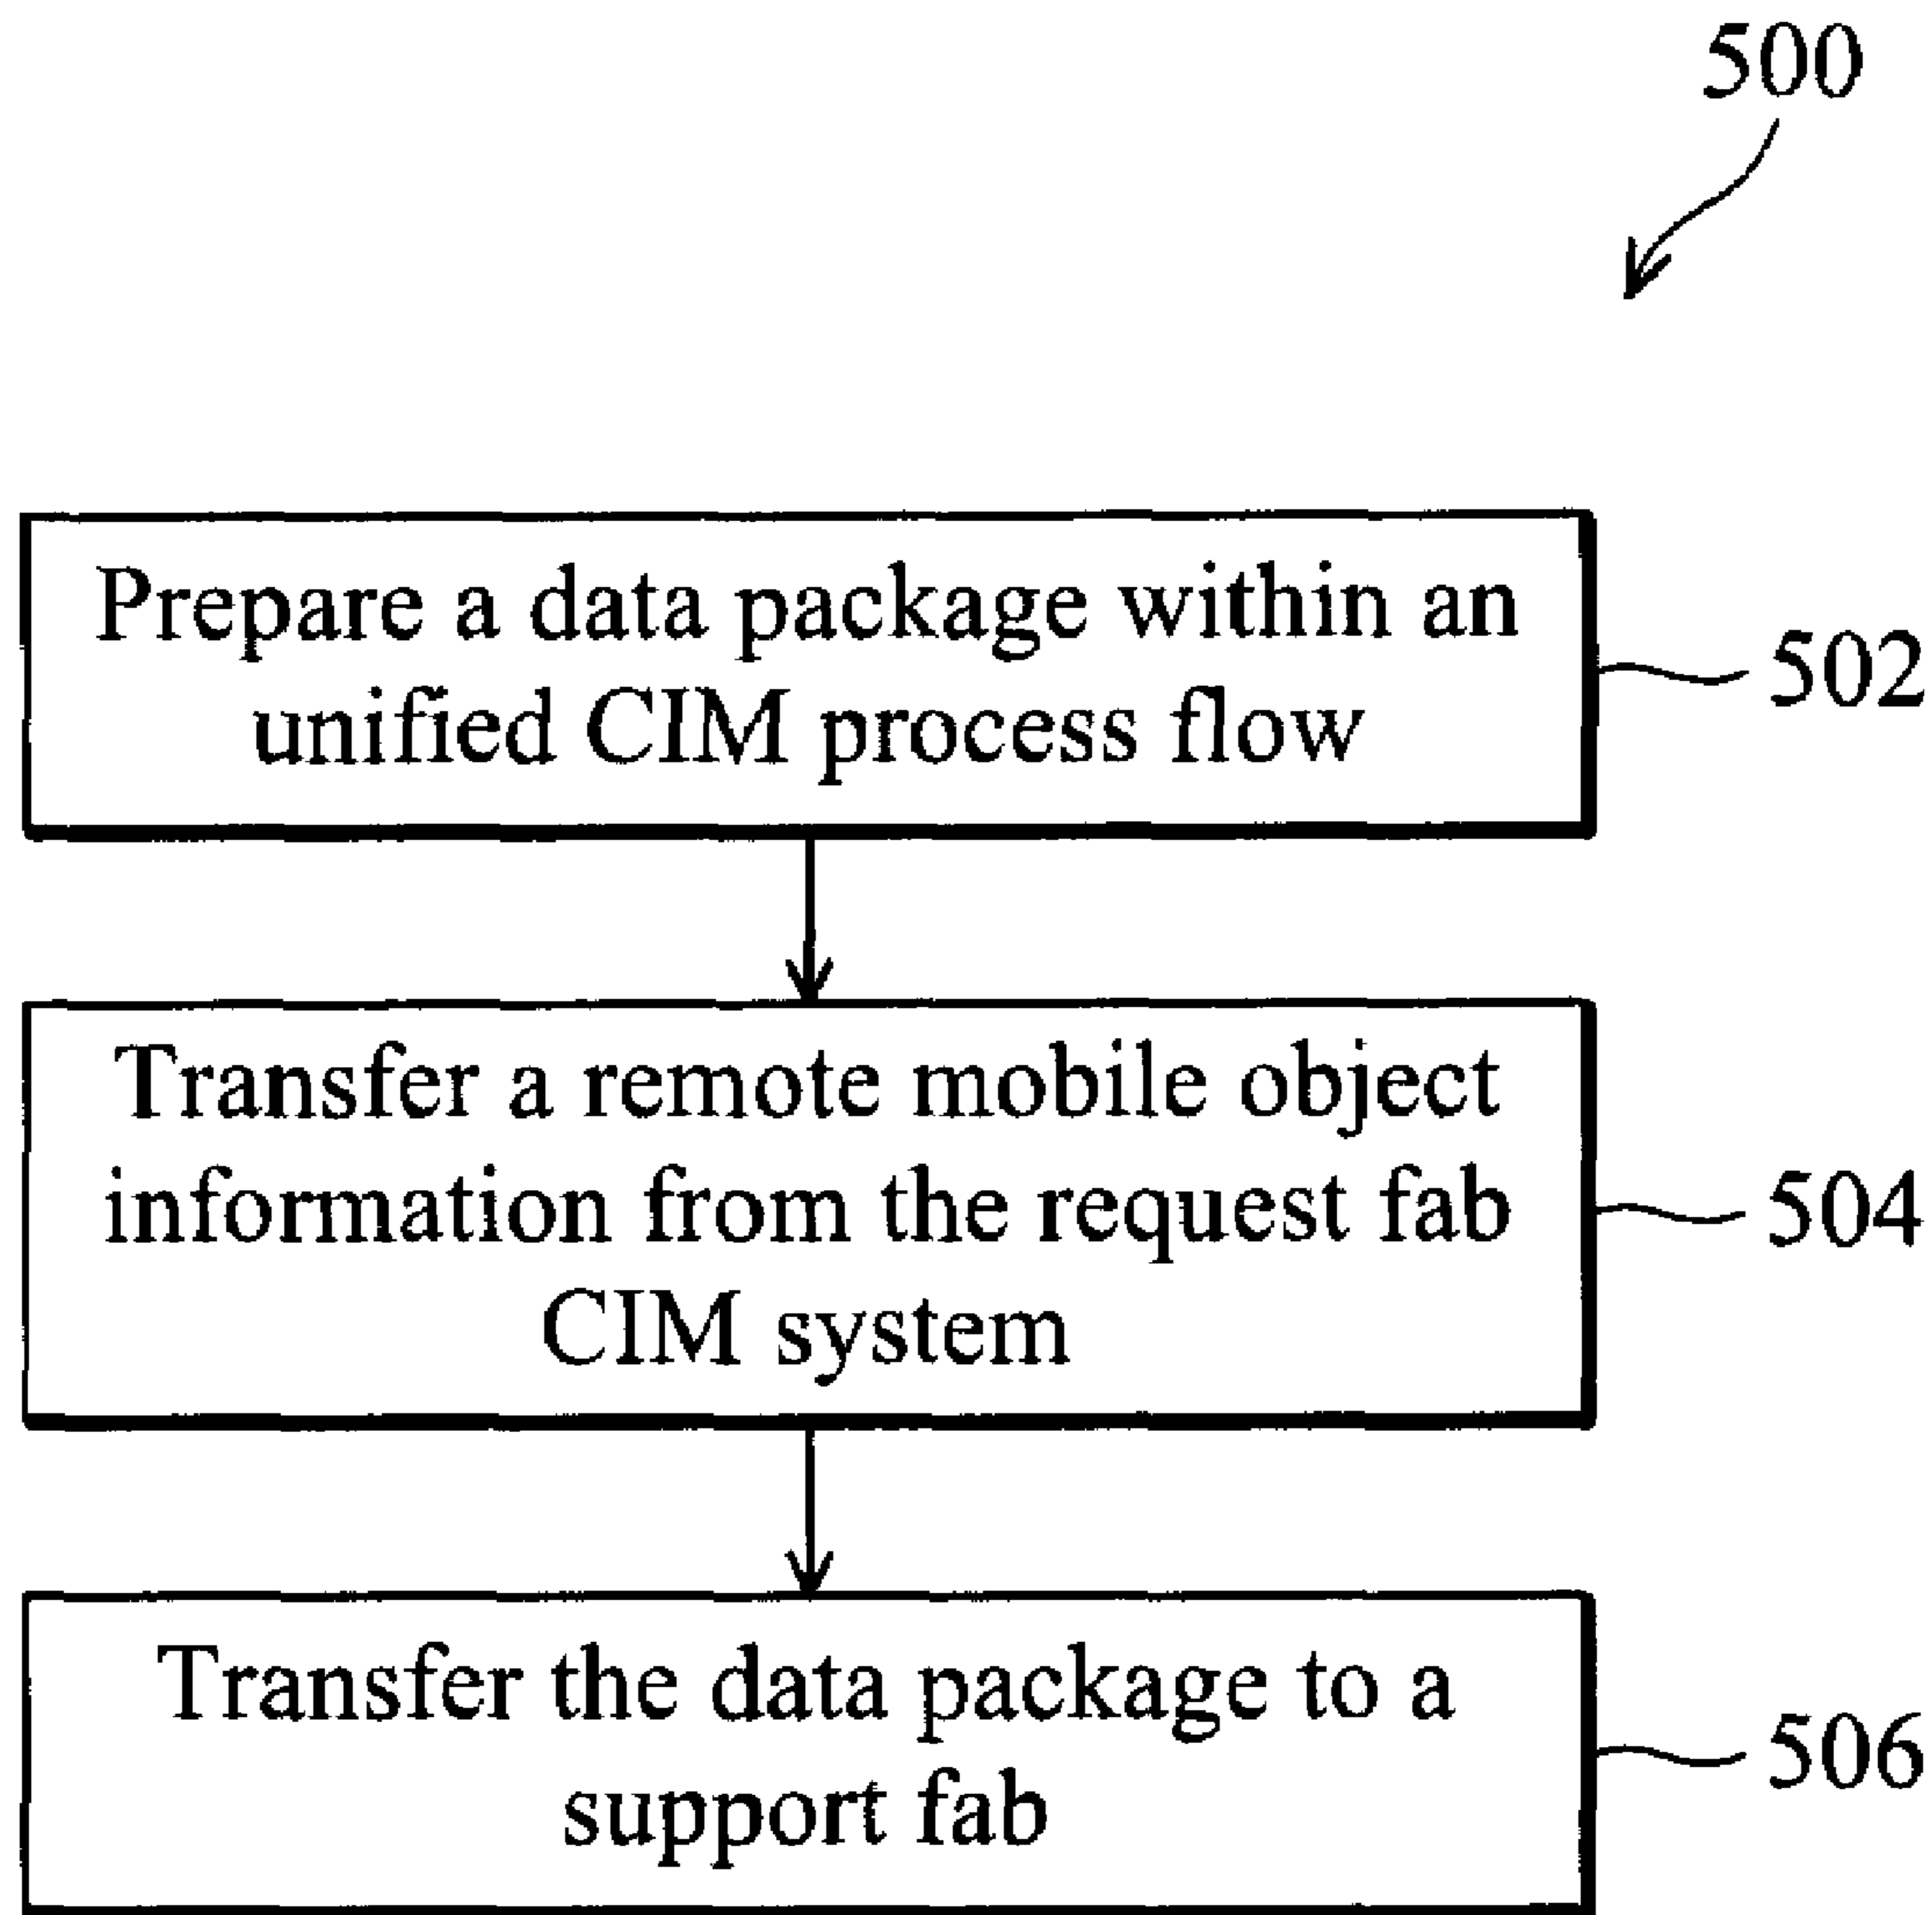 500
Prepare a data package within an
unified CIM process flow
502
Transfer a remote mobile object
information from the request fab
CIM system
504
Transfer the data package to a
support fab
506